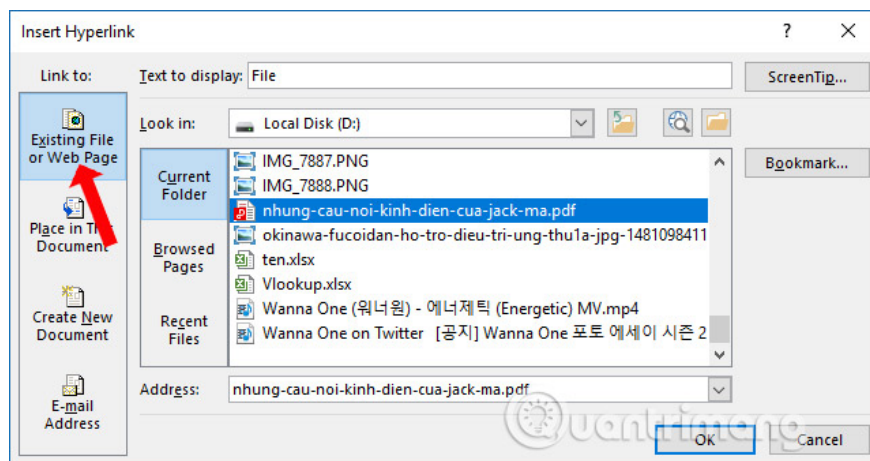 Insert Hyperlink
Link to:
Text to display: File
ScreenTip...
Existing File
or Web Page
Look in: Local Disk (D:)
Bookmark...
Place in This
Document
Create New
Document
E-mail
Address
Current
Folder
Browsed
Pages
Recent
Files
IMG_7887.PNG
IMG_7888.PNG
nhung-cau-noi-kinh-dien-cua-jack-ma.pdf
okinawa-fucoidan-ho-tro-dieu-tri-ung-thu1a-jpg-1481098411
ten.xlsx
Vlookup.xlsx
Wanna One (워너원) - 에너제틱 (Energetic) MV.mp4
Wanna One on Twitter [공지] Wanna One 포토 에세이 시즌 2
Address: nhung-cau-noi-kinh-dien-cua-jack-ma.pdf
Quantrimang
OK
Cancel